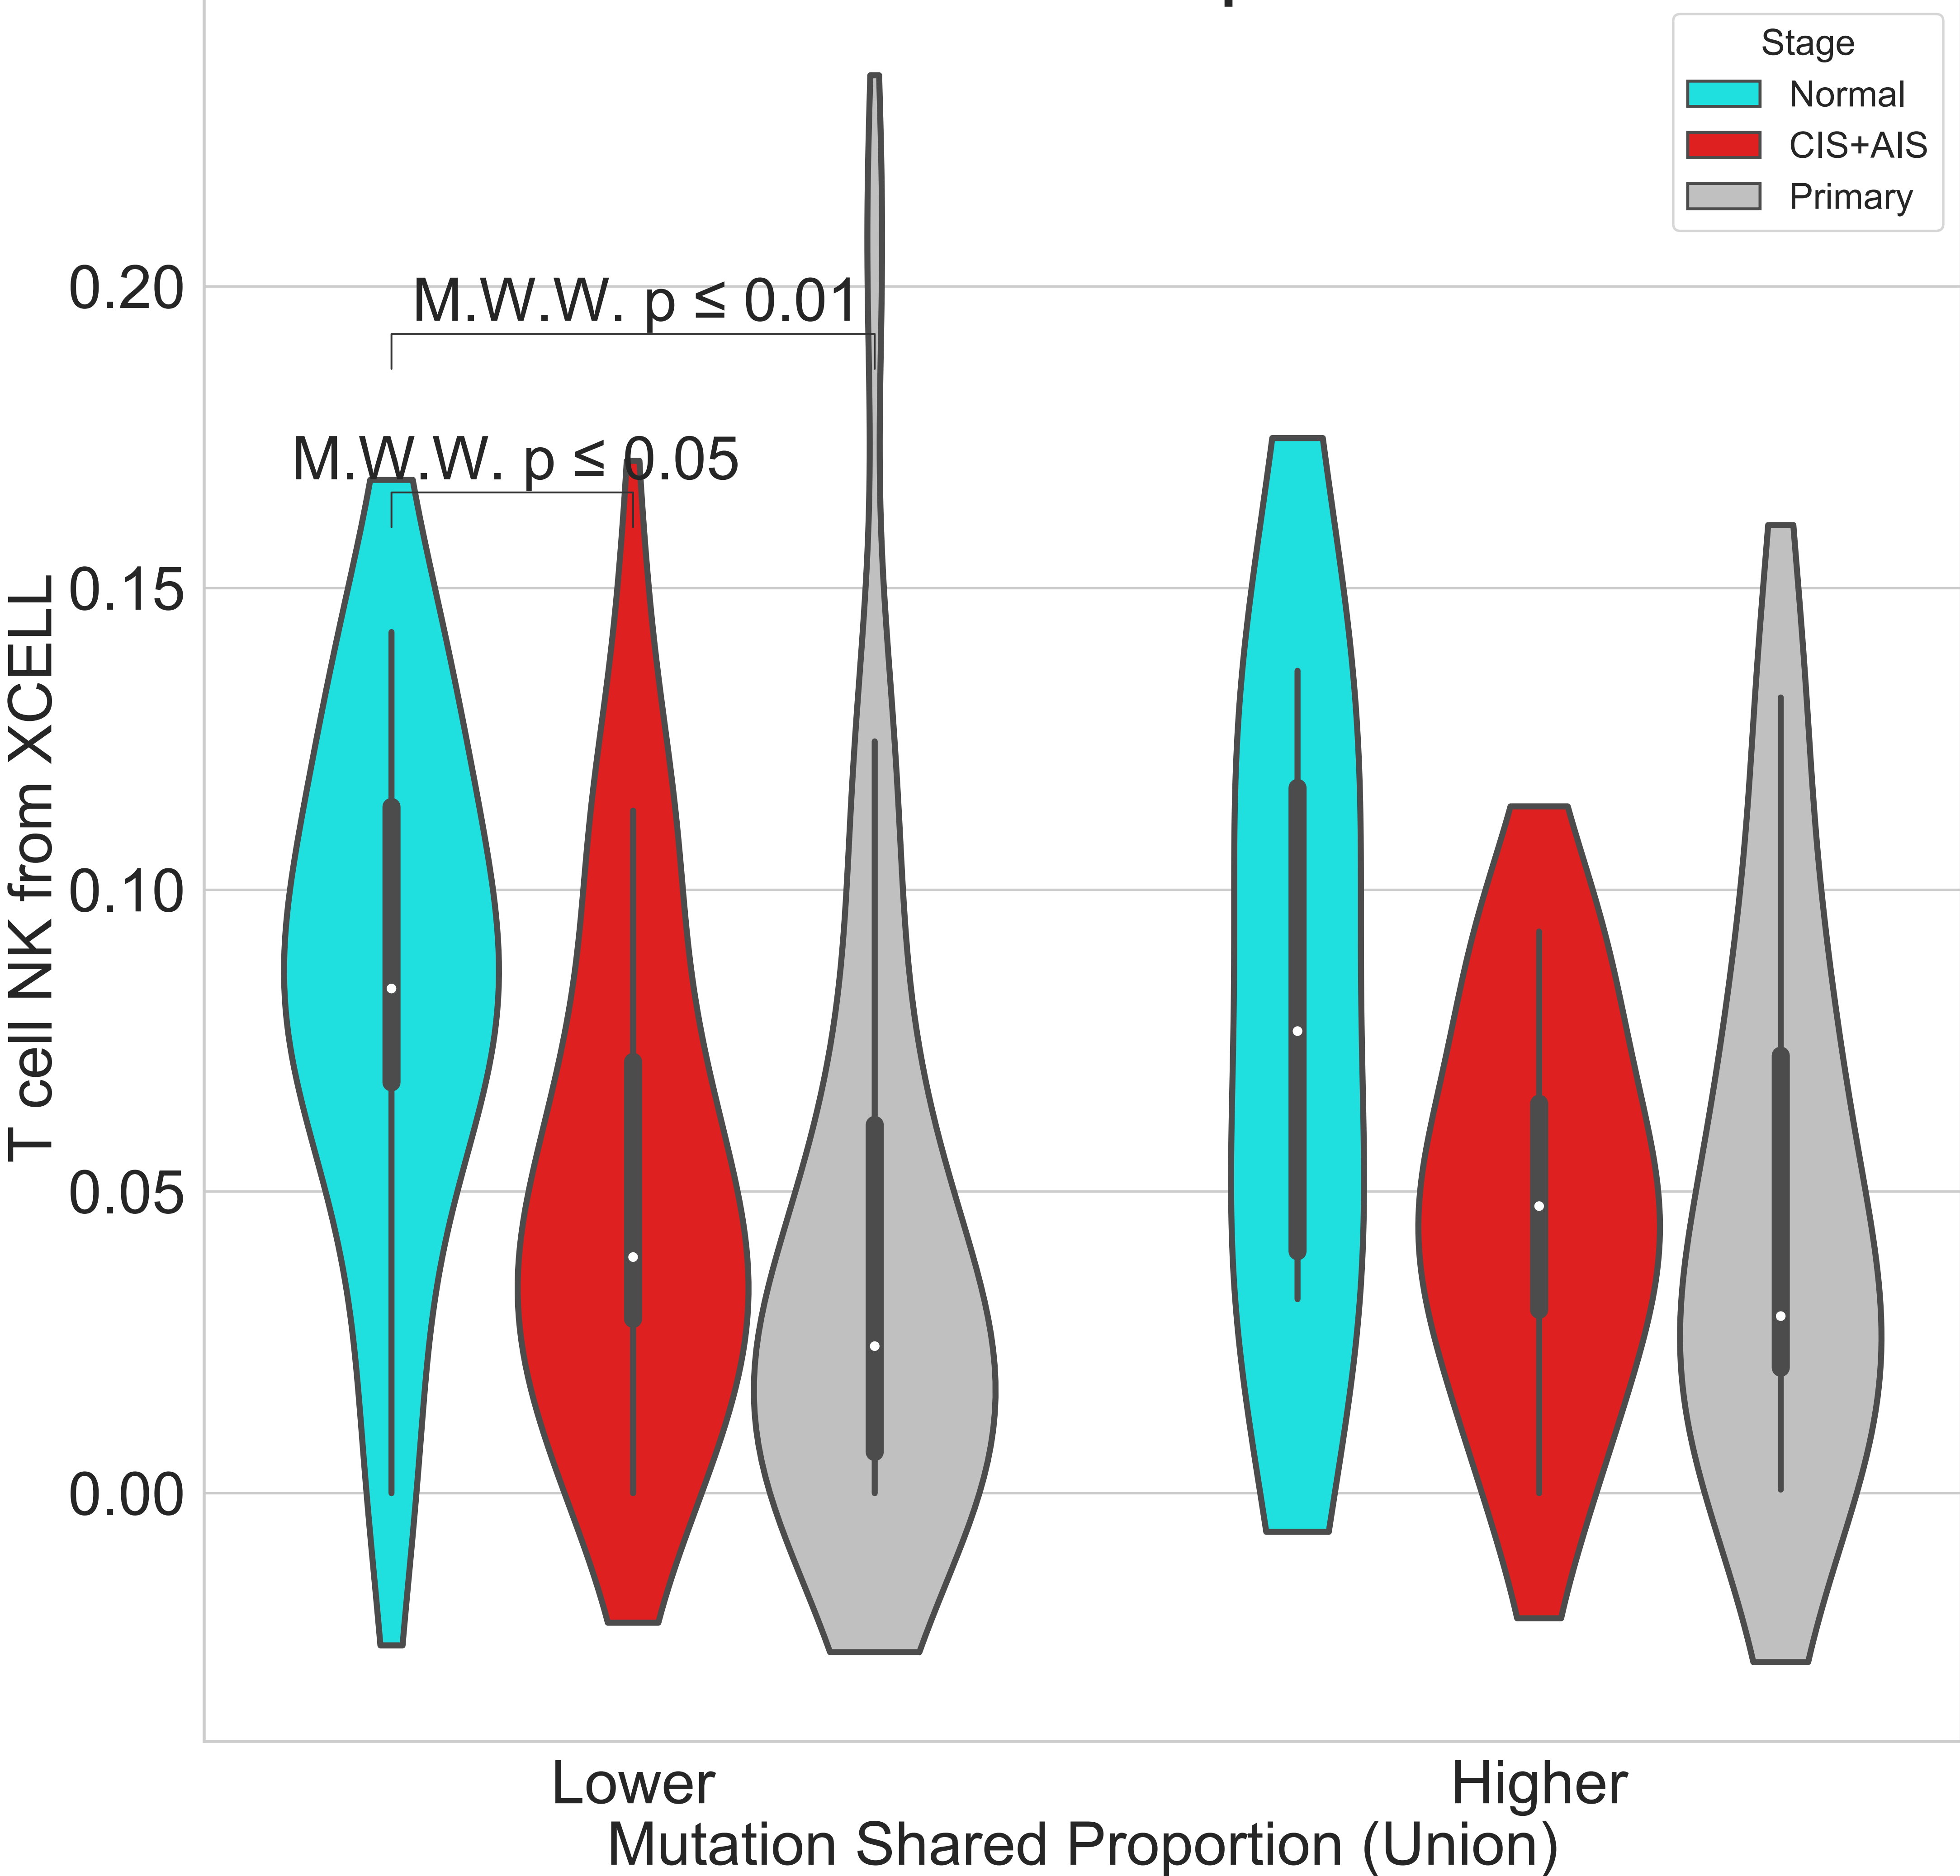 Stage
Normal
CIS+AIS
Primary
M.W.W. p ≤ 0.01
M.W.W. p ≤ 0.05
T cell NK from XCELL
0.20
0.15
0.10
0.05
0.00
Lower
Higher
Mutation Shared Proportion (Union)